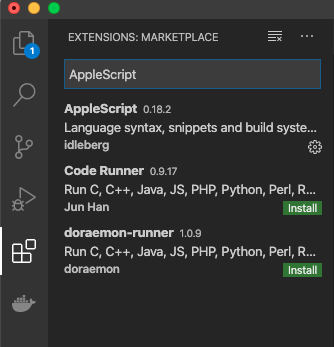 EXTENSIONS: MARKETPLACE
1
AppleScript
AppleScript 0.18.2
Language syntax, snippets and build syste...
idleberg
Code Runner 0.9.17
Run C, C++, Java, JS, PHP, Python, Perl, R...
Jun Han Install
doraemon-runner 1.0.9
Run C, C++, Java, JS, PHP, Python, Perl, R...
doraemon Install